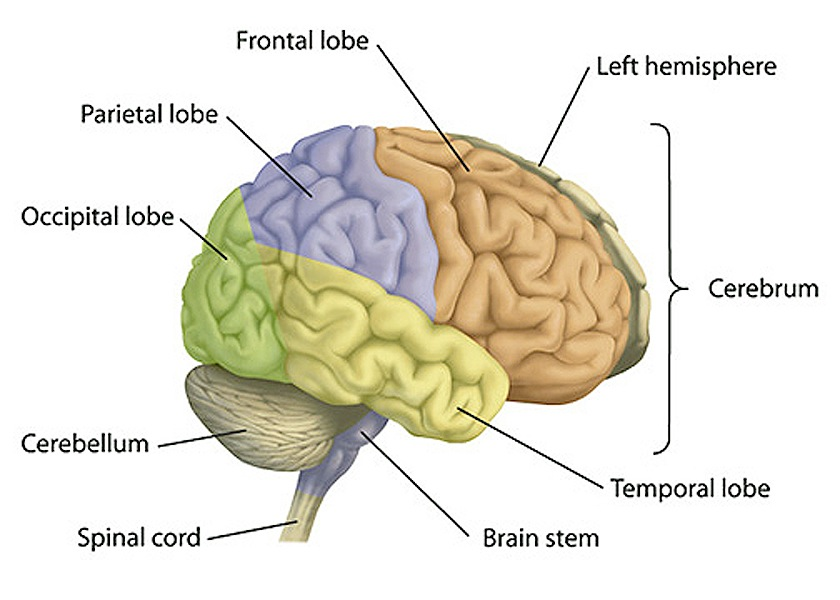 Frontal lobe
Left hemisphere
Parietal lobe
Occipital lobe
Cerebrum
Cerebellum
Temporal lobe
Spinal cord
Brain stem